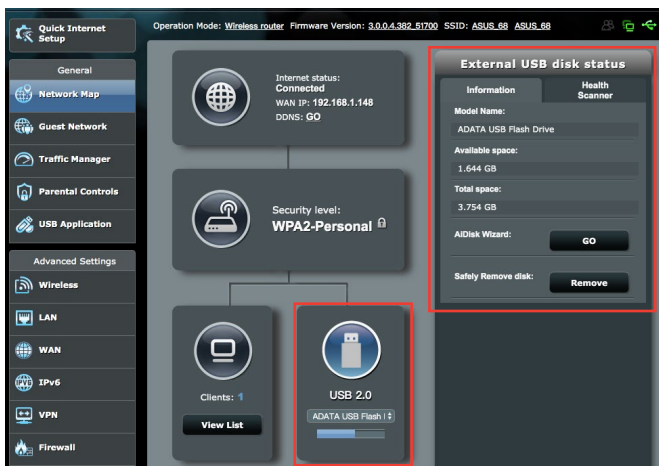 Quick Internet
Setup
Operation Mode: Wireless router Firmware Version: 3.0.0.4.382_51700 SSID: ASUS_68 ASUS_68
General
Network Map
Guest Network
Traffic Manager
Parental Controls
USB Application
Advanced Settings
Wireless
LAN
WAN
IPv6
VPN
Firewall
Internet status:
Connected
WAN IP: 192.168.1.148
DDNS: GO
Security level:
WPA2-Personal
Clients: 1
View List
USB 2.0
ADATA USB Flash
External USB disk status
Information
Health
Scanner
Model Name:
ADATA USB Flash Drive
Available space:
1.644 GB
Total space:
3.754 GB
AiDisk Wizard:
GO
Safely Remove disk:
Remove